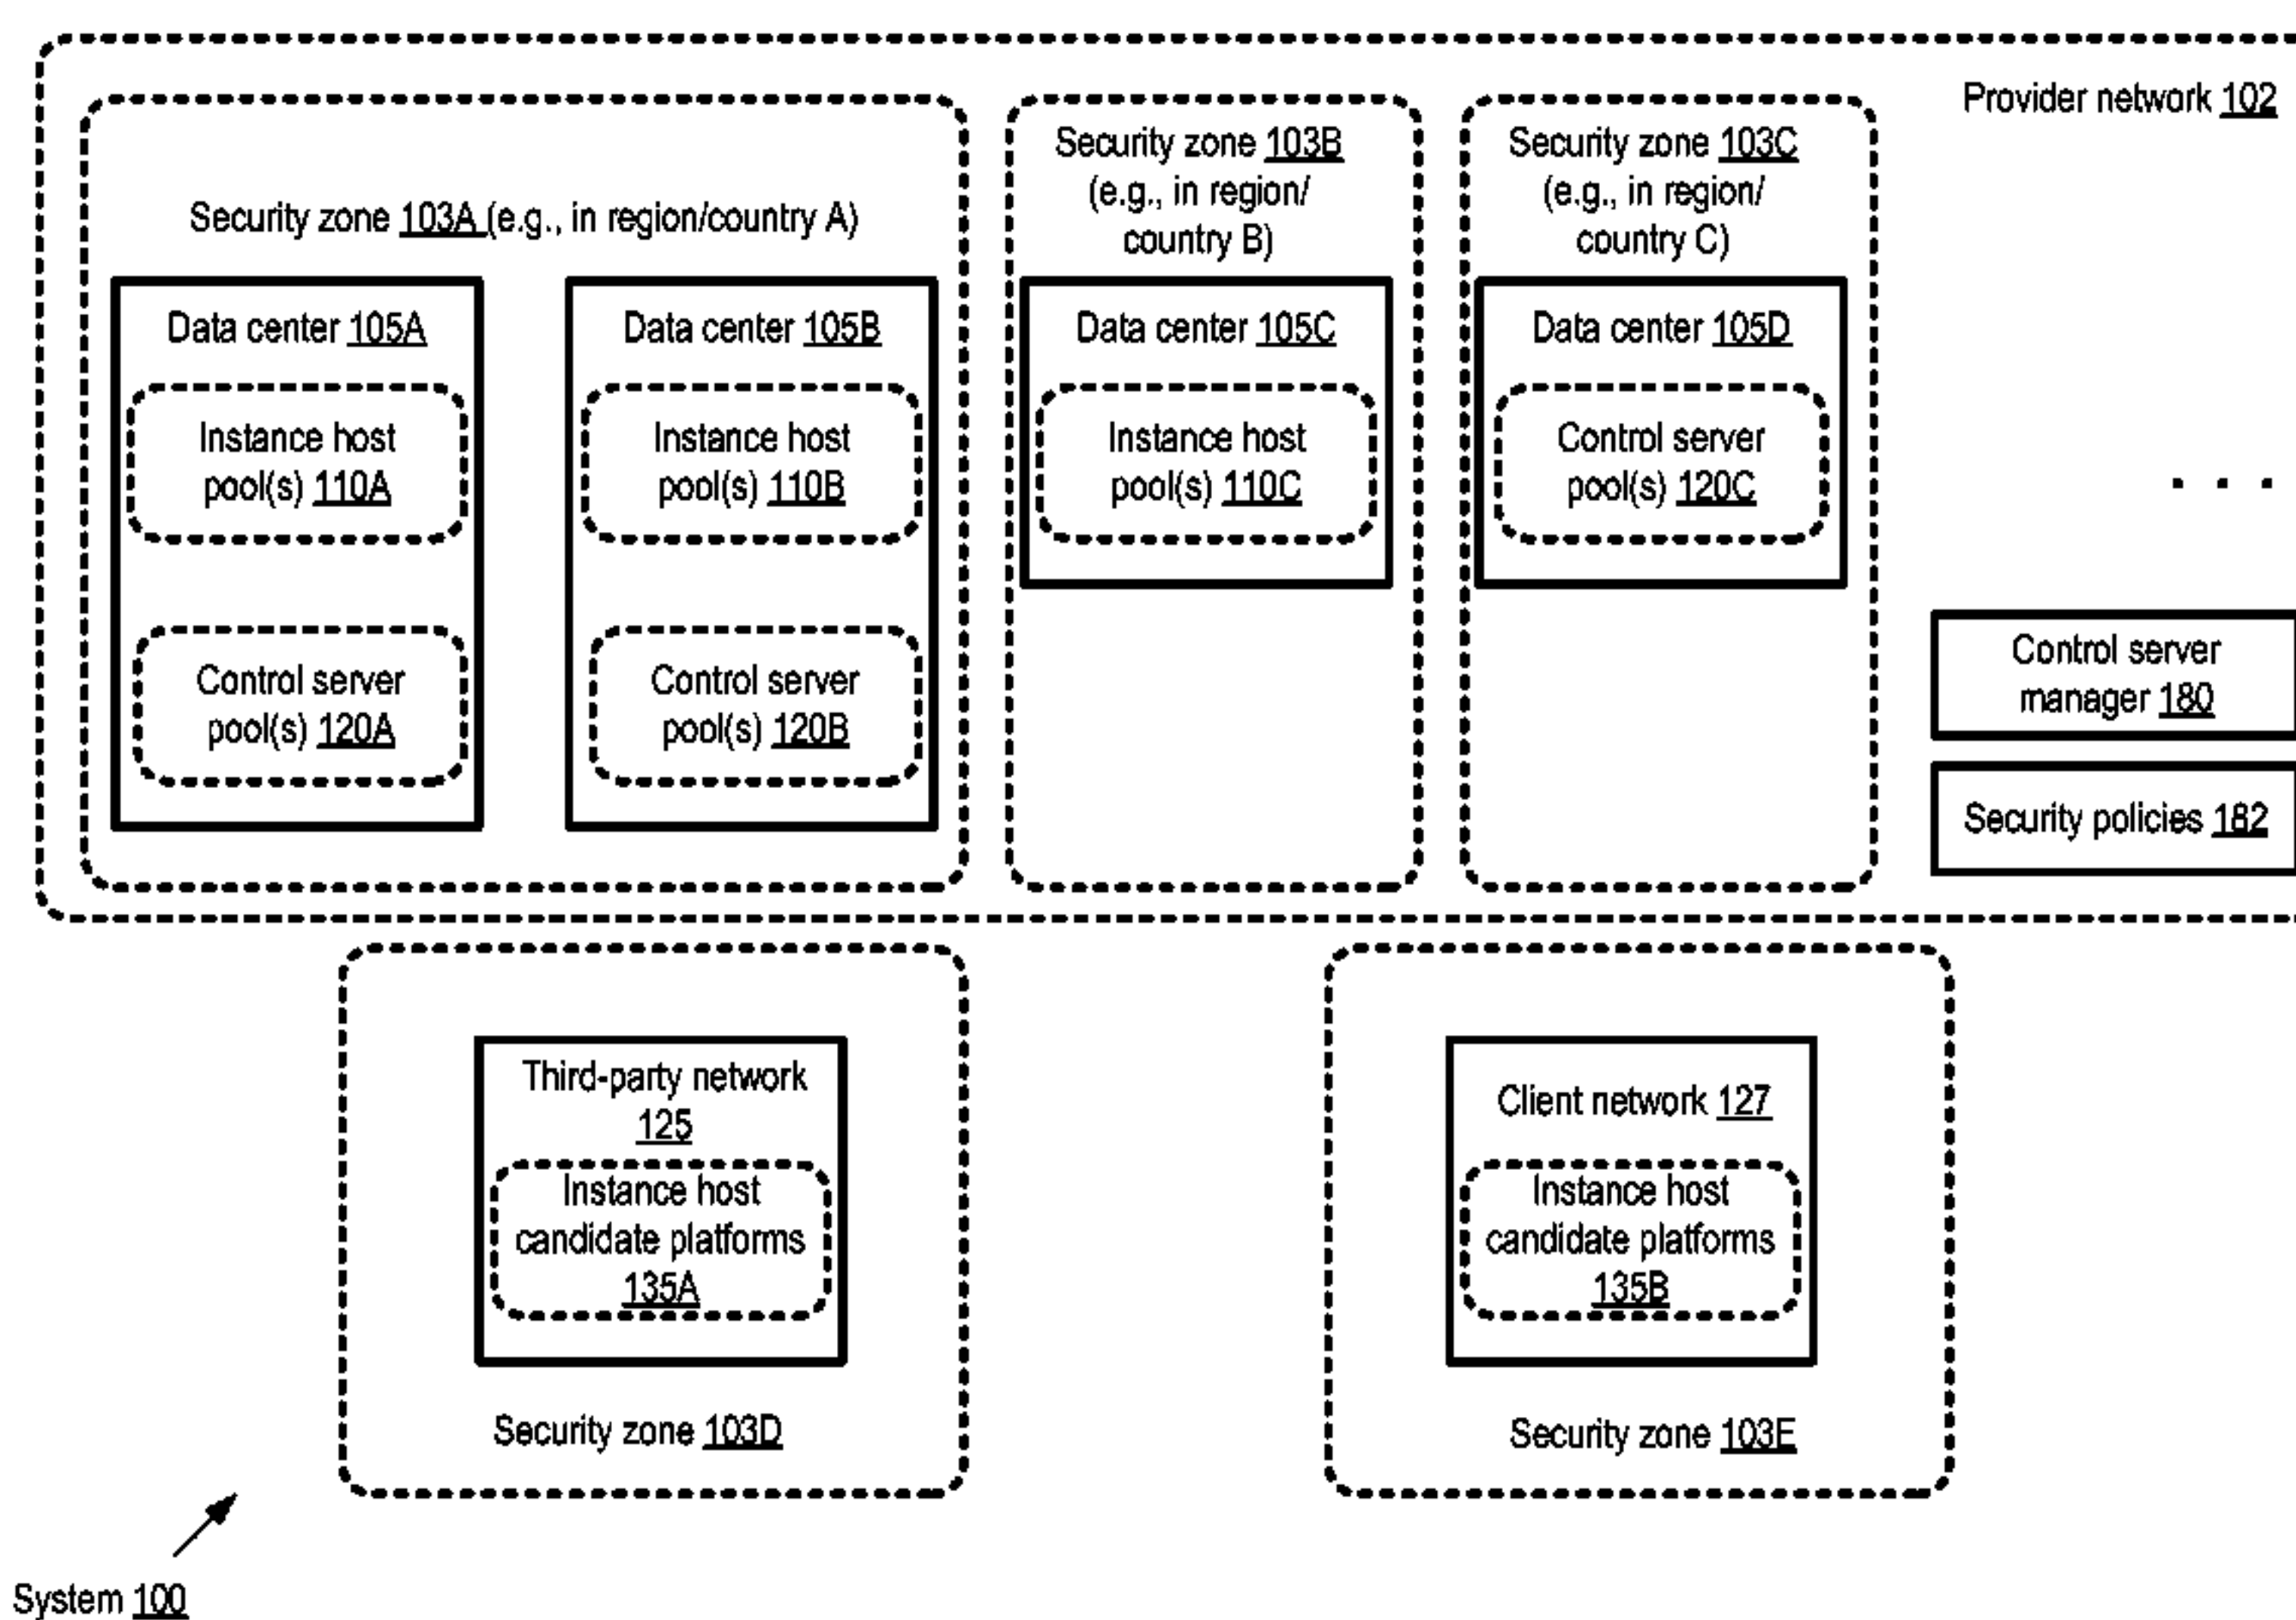 Provider network 102
Security zone 103A (e.g., in region/country A)
Data center 105A
Instance host
pool(s) 110A
Control server
pool(s) 120A
Data center 105B
Instance host
pool(s) 110B
Control server
pool(s) 120B
Security zone 103B
(e.g., in region/
country B)
Data center 105C
Instance host
pool(s) 110C
Security zone 103C
(e.g., in region/
country C)
Data center 105D
Control server
pool(s) 120C
. . .
Control server
manager 180
Security policies 182
Third-party network
125
Instance host
candidate platforms
135A
Security zone 103D
Client network 127
Instance host
candidate platforms
135B
Security zone 103E
System 100